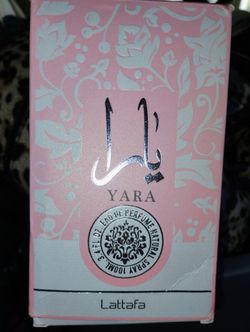 يارا
YARA
3.4 FL.OZ. EAU DE PERFUME NATURAL SPRAY 100ML
Lattafa